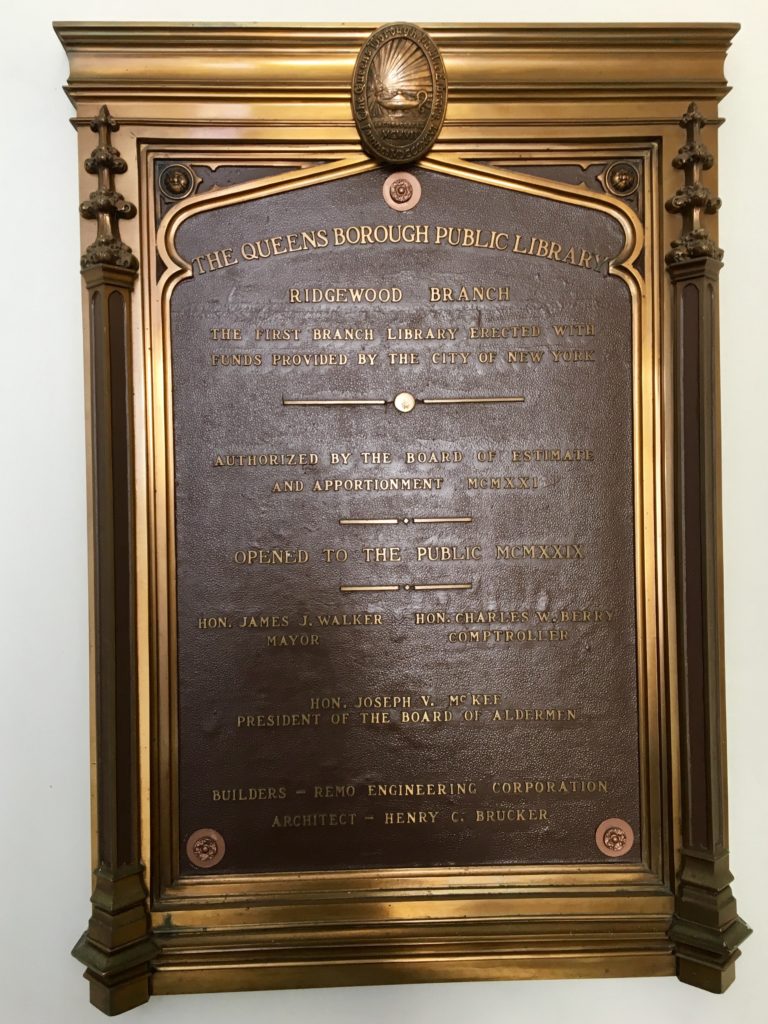 THE QUEENS BOROUGH PUBLIC LIBRARY
RIDGEWOOD BRANCH
THE FIRST BRANCH LIBRARY ERECTED WITH
FUNDS PROVIDED BY THE CITY OF NEW YORK
AUTHORIZED BY THE BOARD OF ESTIMATE
AND APPORTIONMENT MCMXXI
OPENED TO THE PUBLIC MCMXXIX
HON. JAMES J. WALKER
MAYOR
HON. CHARLES W. BERRY
COMPTROLLER
HON. JOSEPH V. McKEE
PRESIDENT OF THE BOARD OF ALDERMEN
BUILDERS – REMO ENGINEERING CORPORATION
ARCHITECT – HENRY C. BRUCKER